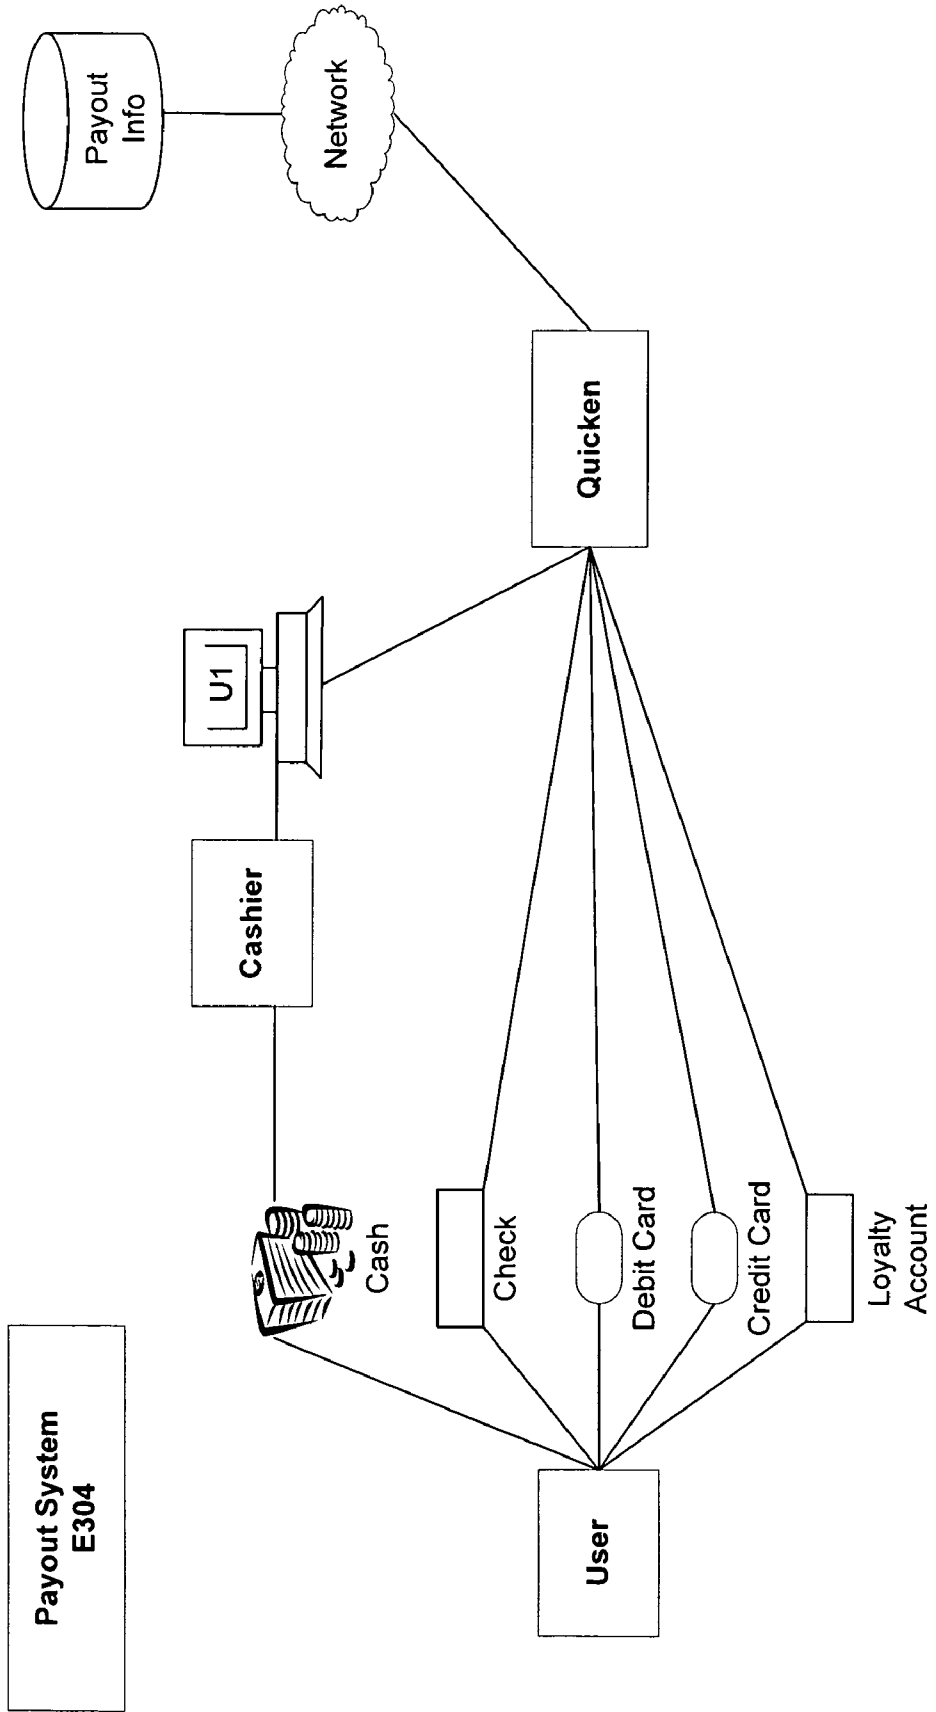 Payout System
E304
Payout
Info
Network
U1
Cashier
Cash
Quicken
Check
Debit Card
User
Credit Card
Loyalty
Account